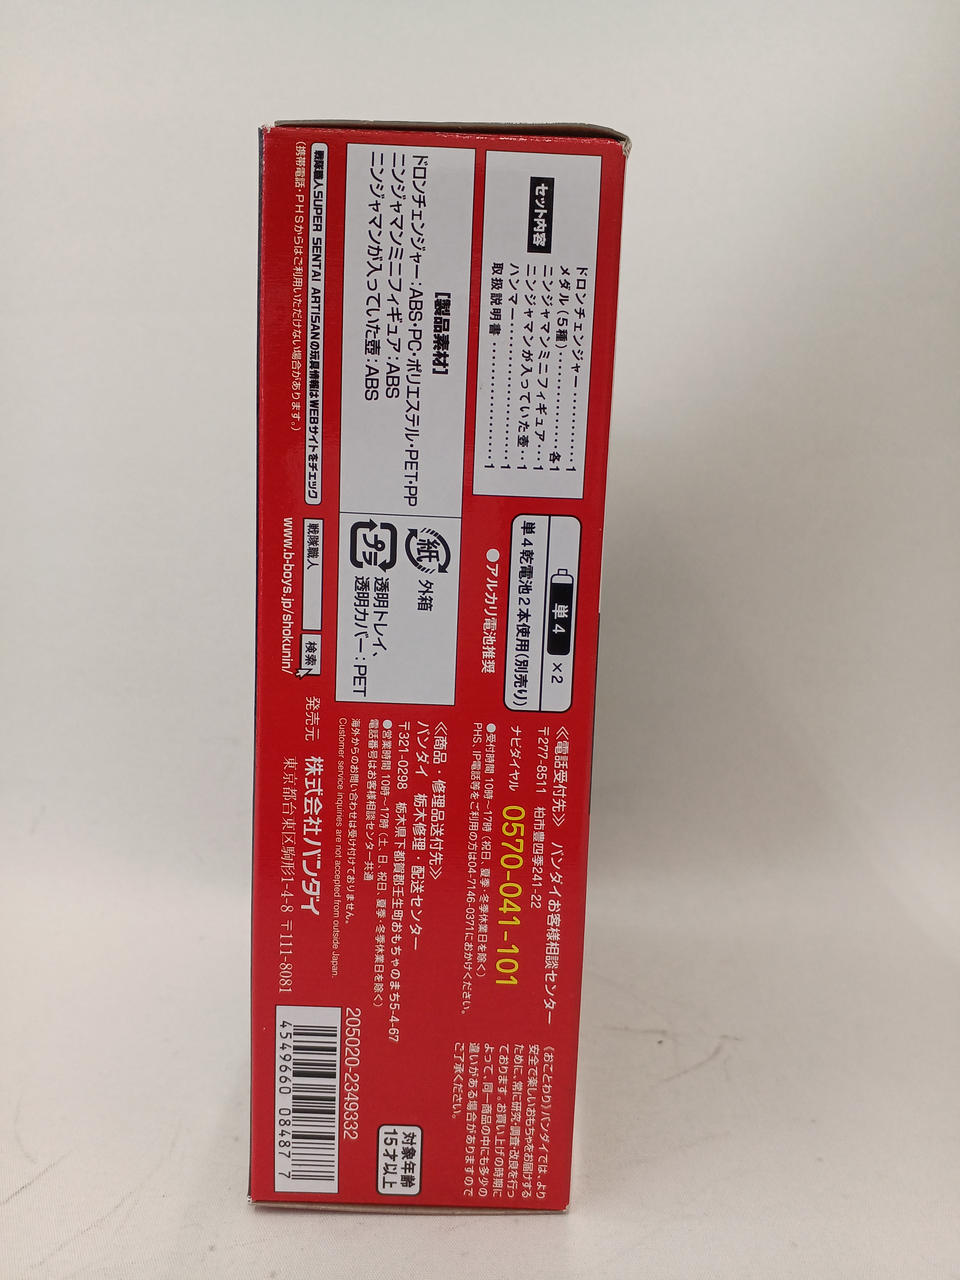 セット内容
ドロンチェンジャー…………1
メダル(5種)…………各1
ニンジャマンミニフィギュア…1
ニンジャマンが入っていた壺…1
ハンマー…………………1
取扱説明書………………1
[製品素材]
ドロンチェンジャー:ABS・PC・ポリエステル・PET・PP
ニンジャマンミニフィギュア:ABS
ニンジャマンが入っていた壺:ABS
戦隊職人SUPER SENTAI ARTISANの玩具情報はWEBサイトをチェック
(携帯電話・PHSからはご利用いただけない場合があります。)
単4 ×2
単4乾電池2本使用(別売り)
●アルカリ電池推奨
紙 外箱
プラ 透明トレイ、
透明カバー:PET
戦隊職人 検索
www.b-boys.jp/shokunin/
《電話受付先》 バンダイお客様相談センター
〒277-8511 柏市豊四季241-22
ナビダイヤル 0570-041-101
●受付時間 10時〜17時(祝日、夏季・冬季休業日を除く)
PHS、IP電話等をご利用の方は04-7146-0371におかけください。
《商品・修理品送付先》
バンダイ 栃木修理・配送センター
〒321-0298 栃木県下都賀郡壬生町おもちゃのまち5-4-67
●営業時間 10時〜17時(土、日、祝日、夏季・冬季休業日を除く)
電話番号はお客様相談センター共通
海外からのお問い合わせは受け付けておりません。
Customer service inquiries are not accepted from outside Japan.
発売元 株式会社バンダイ
東京都台東区駒形1-4-8 〒111-8081
《おことわり》バンダイでは、より
安全で楽しいおもちゃをお届けする
ために、常に研究・調査・改良を行っ
ております。お買い上げの時期に
よって、同一商品の中にも多少の
違いがある場合がありますので
ご了承ください。
対象年齢
15才以上
205020-2349332
4549660 084877